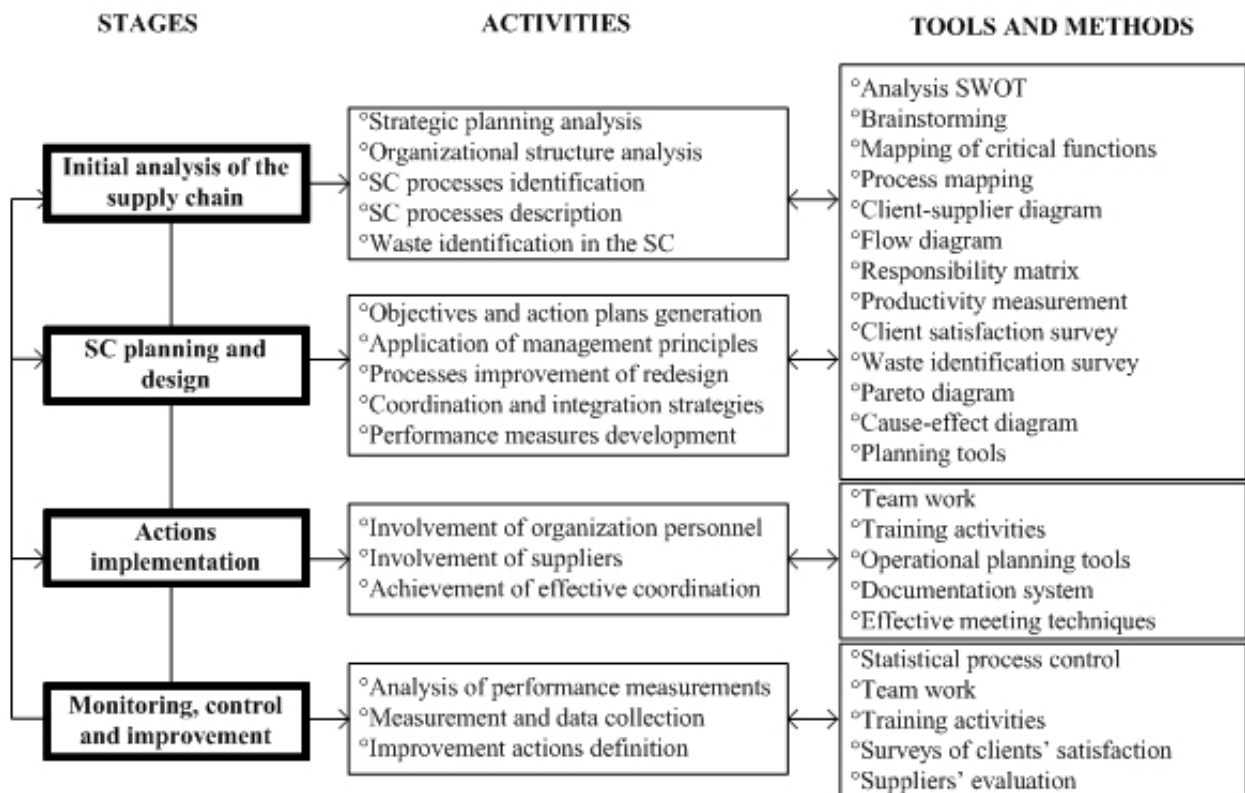 STAGES
ACTIVITIES
TOOLS AND METHODS
Initial analysis of the
supply chain
°Strategic planning analysis
°Organizational structure analysis
°SC processes identification
°SC processes description
°Waste identification in the SC
°Analysis SWOT
°Brainstorming
°Mapping of critical functions
°Process mapping
°Client-supplier diagram
°Flow diagram
°Responsibility matrix
°Productivity measurement
°Client satisfaction survey
°Waste identification survey
°Pareto diagram
°Cause-effect diagram
°Planning tools
SC planning and
design
°Objectives and action plans generation
°Application of management principles
°Processes improvement of redesign
°Coordination and integration strategies
°Performance measures development
Actions
implementation
°Involvement of organization personnel
°Involvement of suppliers
°Achievement of effective coordination
°Team work
°Training activities
°Operational planning tools
°Documentation system
°Effective meeting techniques
Monitoring, control
and improvement
°Analysis of performance measurements
°Measurement and data collection
°Improvement actions definition
°Statistical process control
°Team work
°Training activities
°Surveys of clients' satisfaction
°Suppliers' evaluation